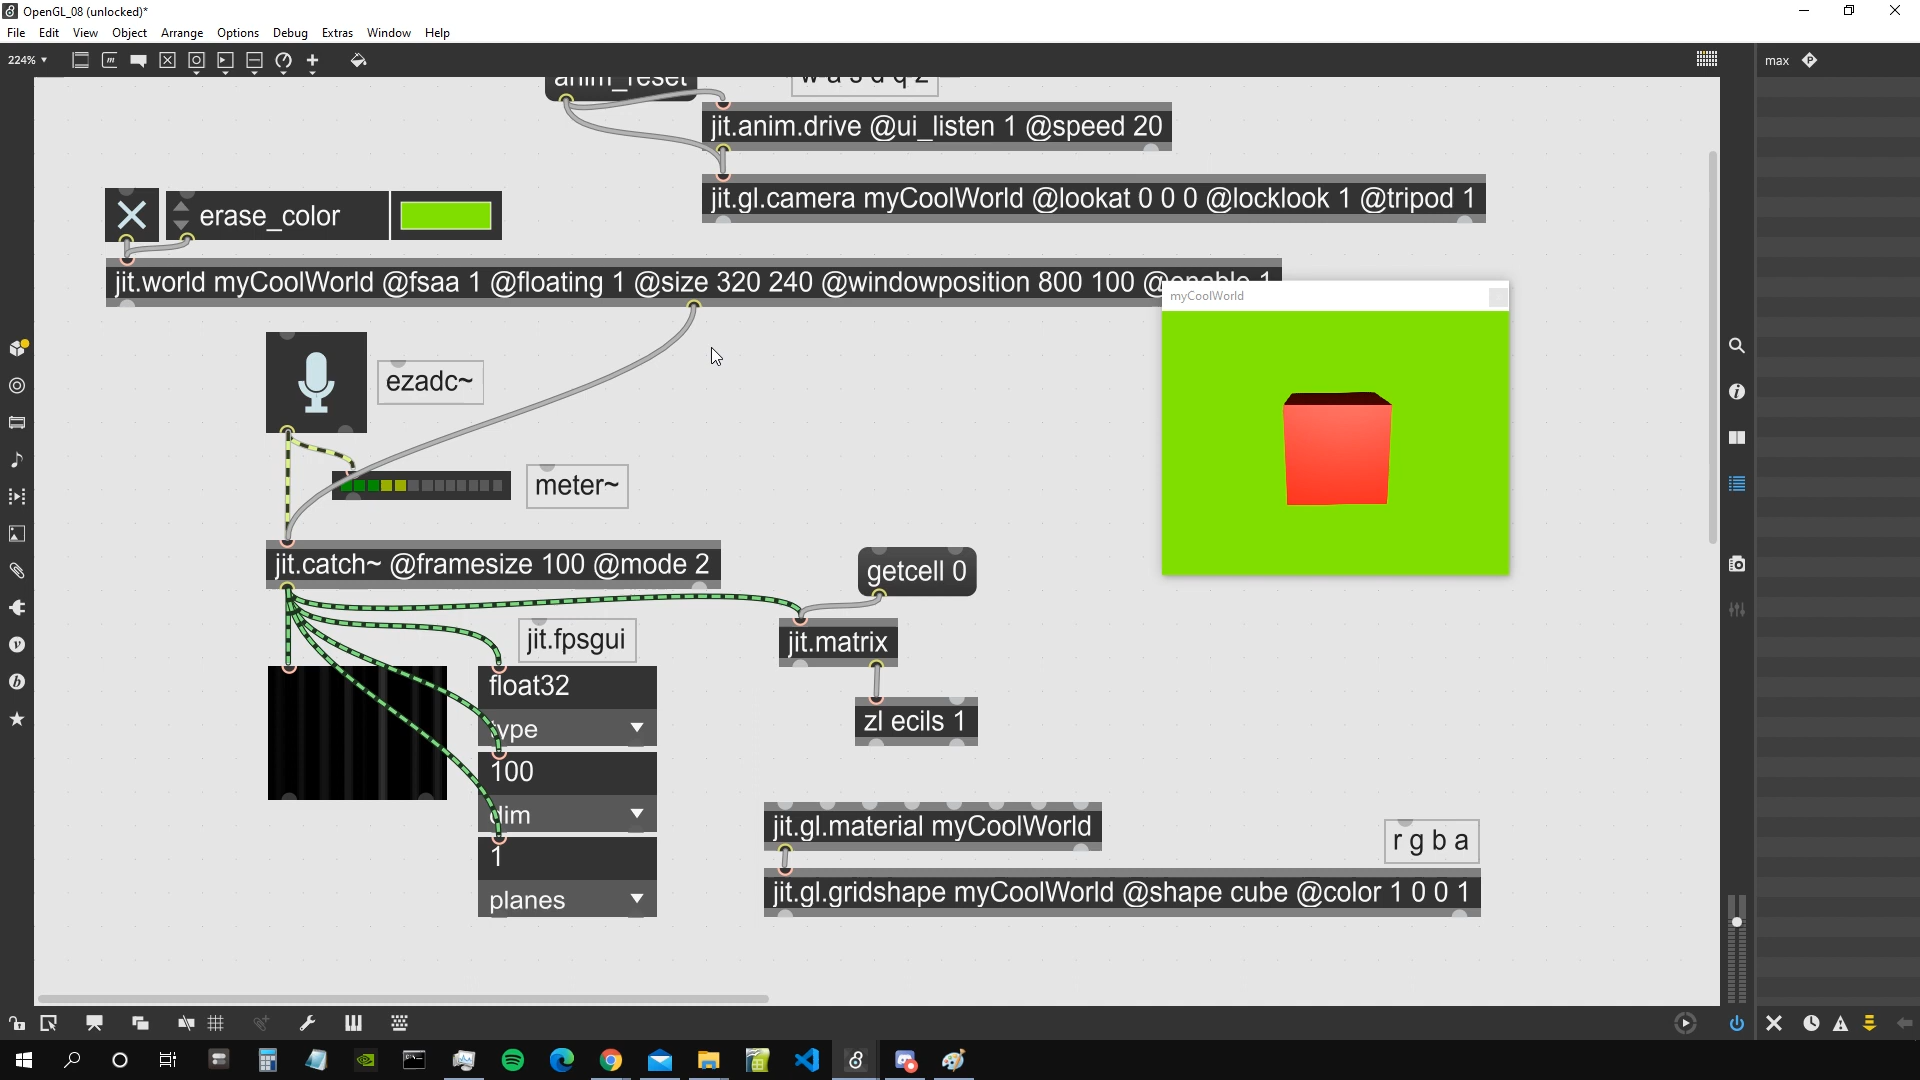 OpenGL_08 (unlocked)*
File Edit View Object Arrange Options Debug Extras Window Help
224%
max
anim_reset
w a s d q z
jit.anim.drive @ui_listen 1 @speed 20
jit.gl.camera myCoolWorld @lookat 0 0 0 @locklook 1 @tripod 1
erase_color
jit.world myCoolWorld @fsaa 1 @floating 1 @size 320 240 @windowposition 800 100 @enable 1
myCoolWorld
ezadc~
meter~
jit.catch~ @framesize 100 @mode 2
getcell 0
jit.fpsgui
jit.matrix
float32
type
zl ecils 1
100
dim
jit.gl.material myCoolWorld
r g b a
1
planes
jit.gl.gridshape myCoolWorld @shape cube @color 1 0 0 1